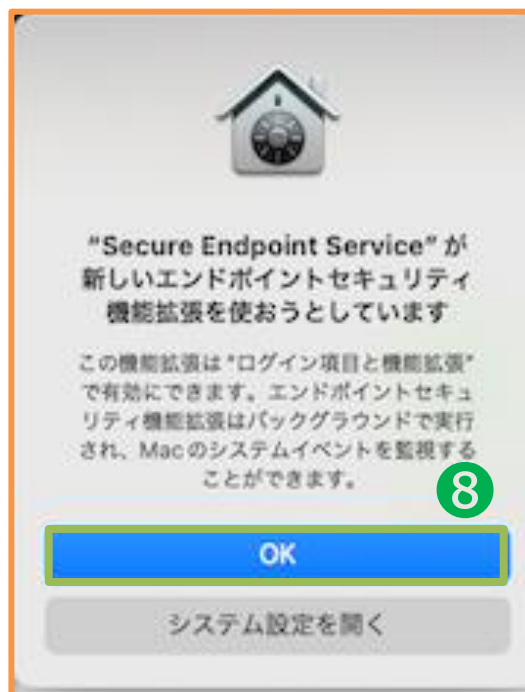 "Secure Endpoint Service"が
新しいエンドポイントセキュリティ
機能拡張を使おうとしています
この機能拡張は"ログイン項目と機能拡張"
で有効にできます。エンドポイントセキュ
リティ機能拡張はバックグラウンドで実行
され、Macのシステムイベントを監視する
ことができます。
8
OK
システム設定を開く